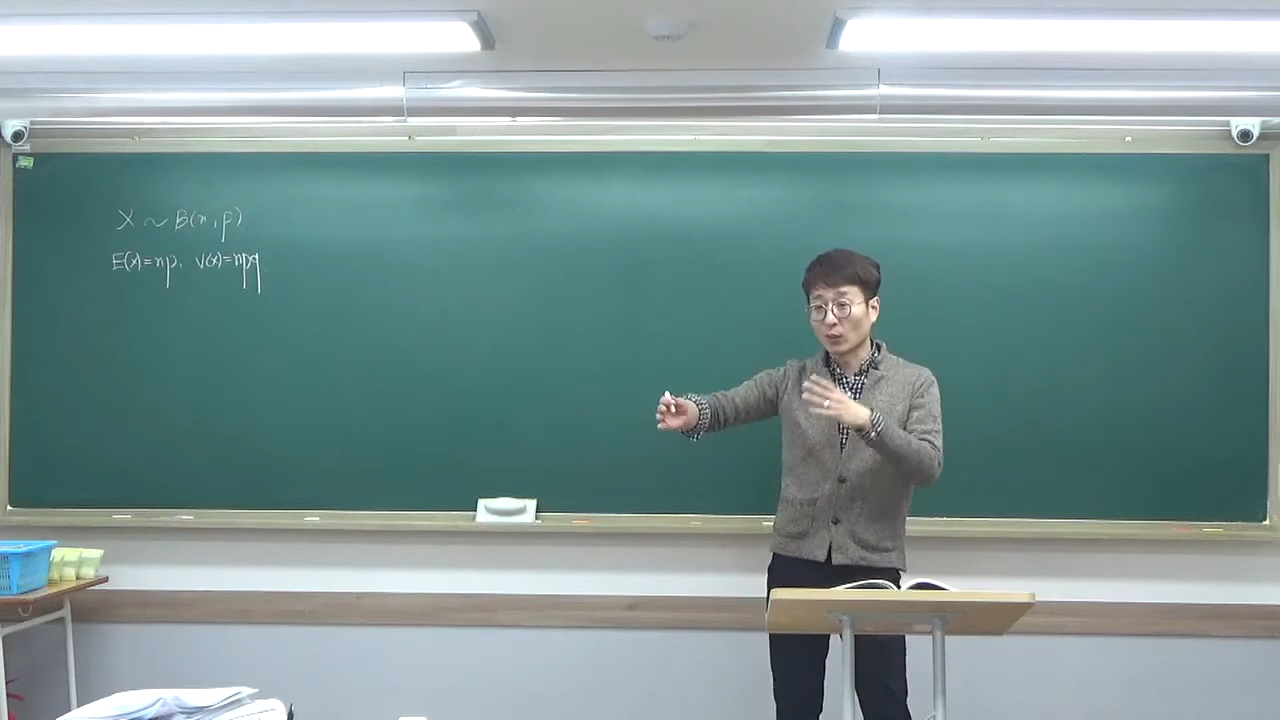 X ~ B(n, p)
E(X)=np, V(X)=npq